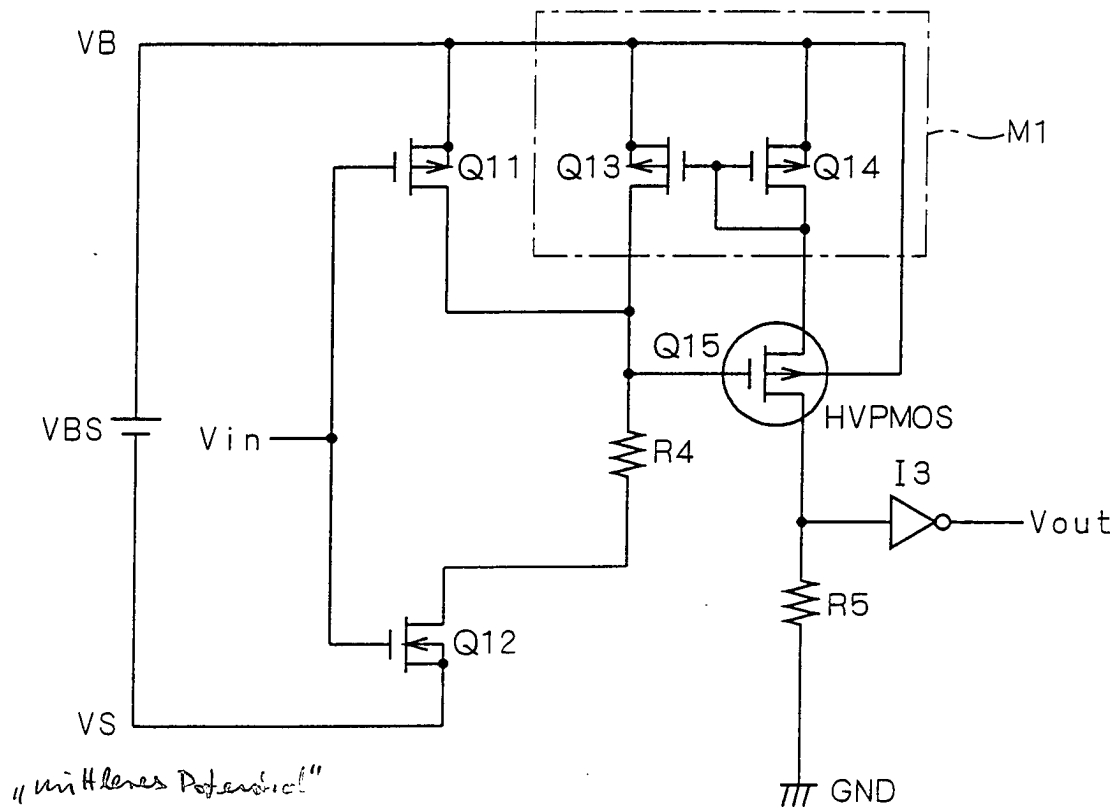 VB
M1
Q11
Q13
Q14
Q15
HVPMOS
VBS
Vin
R4
I3
Vout
R5
Q12
VS
„mittleres Potential"
GND